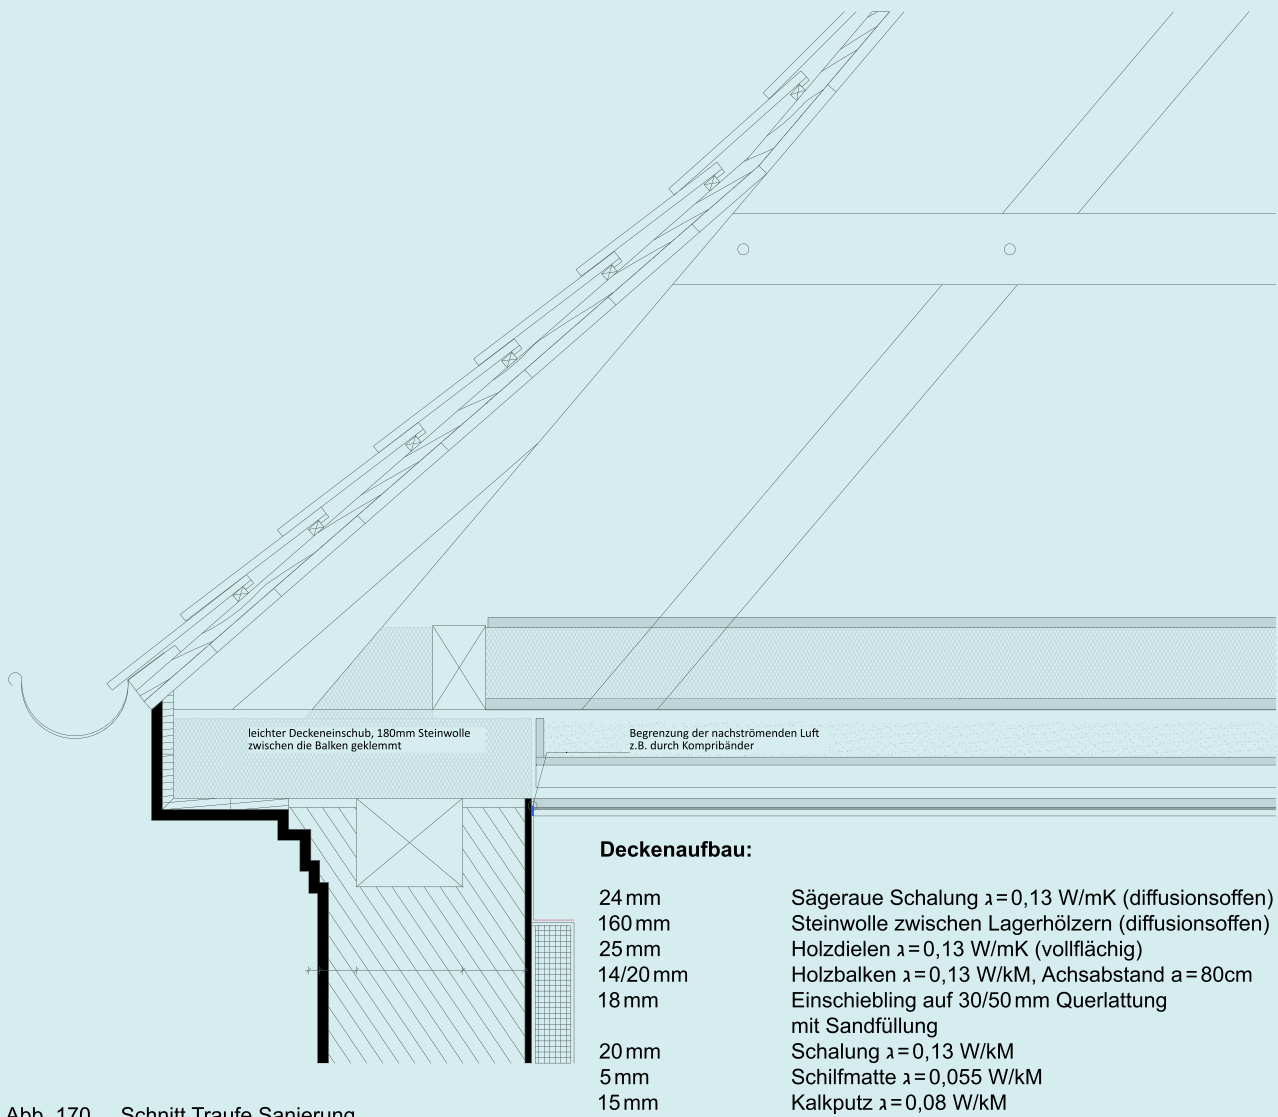 leichter Deckeneinschub, 180mm Steinwolle
zwischen die Balken geklemmt
Begrenzung der nachströmenden Luft
z.B. durch Kompribänder
Deckenaufbau:
24 mm Sägeraue Schalung λ = 0,13 W/mK (diffusionsoffen)
160 mm Steinwolle zwischen Lagerhölzern (diffusionsoffen)
25 mm Holzdielen λ = 0,13 W/mK (vollflächig)
14/20 mm Holzbalken λ = 0,13 W/kM, Achsabstand a = 80cm
18 mm Einschiebling auf 30/50 mm Querlattung
mit Sandfüllung
20 mm Schalung λ = 0,13 W/kM
5 mm Schilfmatte λ = 0,055 W/kM
15 mm Kalkputz λ = 0,08 W/kM
Abb. 170 Schnitt Traufe Sanierung